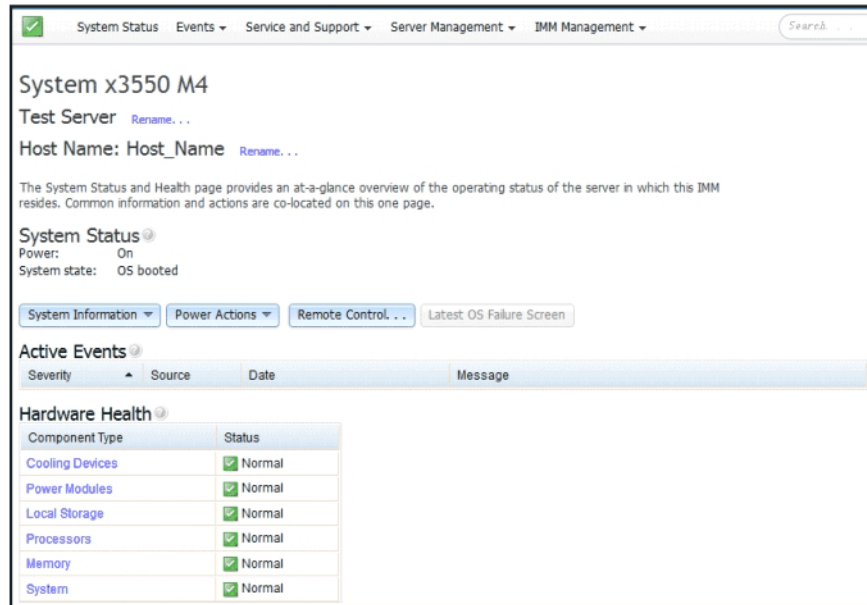 System Status Events Service and Support Server Management IMM Management Search...
System x3550 M4
Test Server Rename...
Host Name: Host_Name Rename...
The System Status and Health page provides an at-a-glance overview of the operating status of the server in which this IMM
resides. Common information and actions are co-located on this one page.
System Status
Power: On
System state: OS booted
System Information Power Actions Remote Control... Latest OS Failure Screen
Active Events
Severity Source Date Message
Hardware Health
Component Type Status
Cooling Devices Normal
Power Modules Normal
Local Storage Normal
Processors Normal
Memory Normal
System Normal